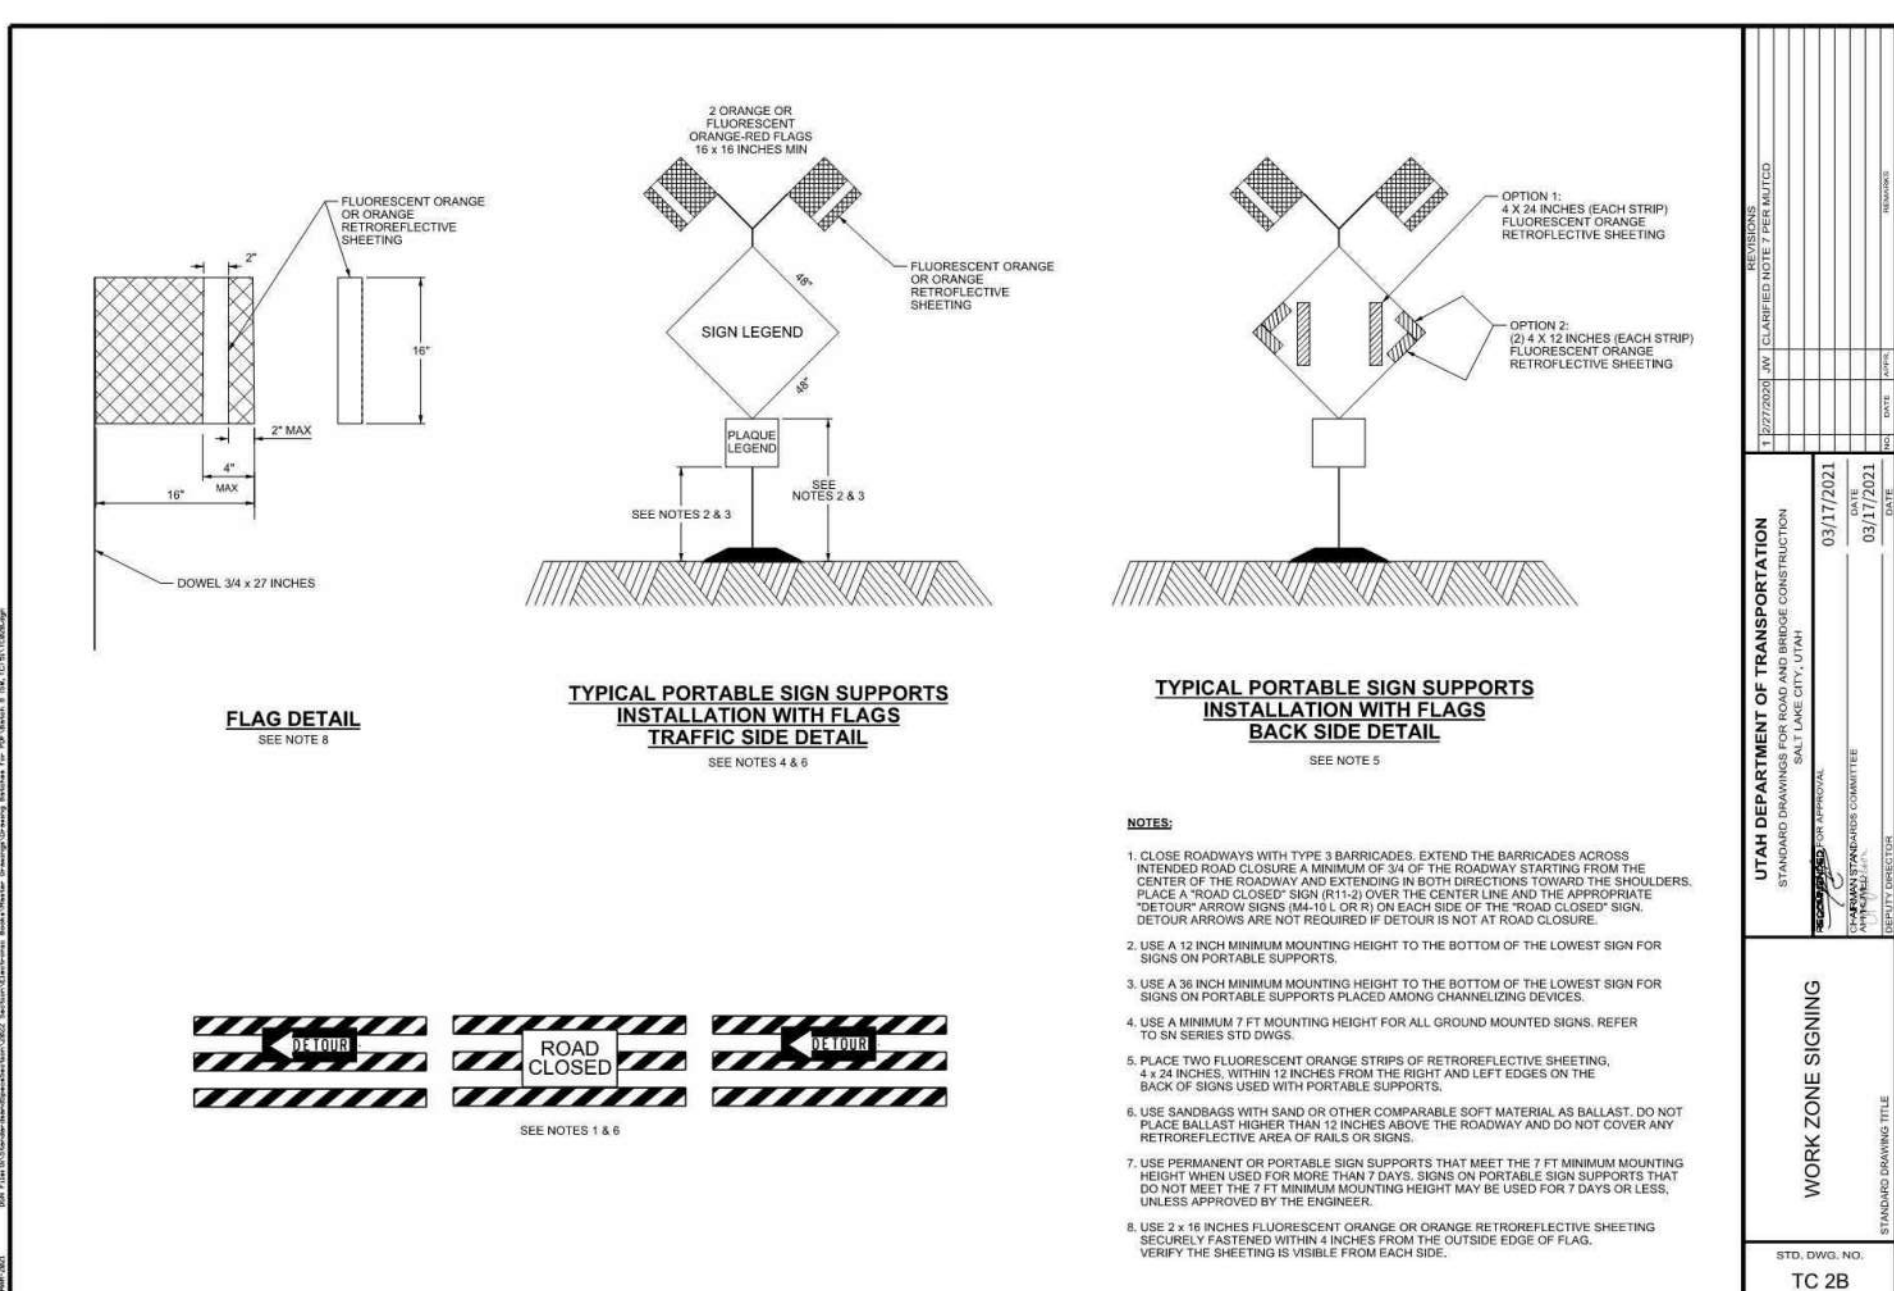 2 ORANGE OR
FLUORESCENT
ORANGE-RED FLAGS
16 x 16 INCHES MIN
FLUORESCENT ORANGE
OR ORANGE
RETROREFLECTIVE
SHEETING
2"
16"
2" MAX
4"
MAX
16"
DOWEL 3/4 x 27 INCHES
FLAG DETAIL
SEE NOTE 8
FLUORESCENT ORANGE
OR ORANGE
RETROFLECTIVE
SHEETING
48"
SIGN LEGEND
48"
PLAQUE
LEGEND
SEE
NOTES 2 & 3
SEE NOTES 2 & 3
TYPICAL PORTABLE SIGN SUPPORTS
INSTALLATION WITH FLAGS
TRAFFIC SIDE DETAIL
SEE NOTES 4 & 6
OPTION 1:
4 X 24 INCHES (EACH STRIP)
FLUORESCENT ORANGE
RETROFLECTIVE SHEETING
OPTION 2:
(2) 4 X 12 INCHES (EACH STRIP)
FLUORESCENT ORANGE
RETROFLECTIVE SHEETING
TYPICAL PORTABLE SIGN SUPPORTS
INSTALLATION WITH FLAGS
BACK SIDE DETAIL
SEE NOTE 5
DETOUR
ROAD
CLOSED
DETOUR
SEE NOTES 1 & 6
NOTES:
1. CLOSE ROADWAYS WITH TYPE 3 BARRICADES. EXTEND THE BARRICADES ACROSS
INTENDED ROAD CLOSURE A MINIMUM OF 3/4 OF THE ROADWAY STARTING FROM THE
CENTER OF THE ROADWAY AND EXTENDING IN BOTH DIRECTIONS TOWARD THE SHOULDERS.
PLACE A "ROAD CLOSED" SIGN (R11-2) OVER THE CENTER LINE AND THE APPROPRIATE
"DETOUR" ARROW SIGNS (M4-10 L OR R) ON EACH SIDE OF THE "ROAD CLOSED" SIGN.
DETOUR ARROWS ARE NOT REQUIRED IF DETOUR IS NOT AT ROAD CLOSURE.
2. USE A 12 INCH MINIMUM MOUNTING HEIGHT TO THE BOTTOM OF THE LOWEST SIGN FOR
SIGNS ON PORTABLE SUPPORTS.
3. USE A 36 INCH MINIMUM MOUNTING HEIGHT TO THE BOTTOM OF THE LOWEST SIGN FOR
SIGNS ON PORTABLE SUPPORTS PLACED AMONG CHANNELIZING DEVICES.
4. USE A MINIMUM 7 FT MOUNTING HEIGHT FOR ALL GROUND MOUNTED SIGNS. REFER
TO SN SERIES STD DWGS.
5. PLACE TWO FLUORESCENT ORANGE STRIPS OF RETROREFLECTIVE SHEETING,
4 x 24 INCHES, WITHIN 12 INCHES FROM THE RIGHT AND LEFT EDGES ON THE
BACK OF SIGNS USED WITH PORTABLE SUPPORTS.
6. USE SANDBAGS WITH SAND OR OTHER COMPARABLE SOFT MATERIAL AS BALLAST. DO NOT
PLACE BALLAST HIGHER THAN 12 INCHES ABOVE THE ROADWAY AND DO NOT COVER ANY
RETROREFLECTIVE AREA OF RAILS OR SIGNS.
7. USE PERMANENT OR PORTABLE SIGN SUPPORTS THAT MEET THE 7 FT MINIMUM MOUNTING
HEIGHT WHEN USED FOR MORE THAN 7 DAYS. SIGNS ON PORTABLE SIGN SUPPORTS THAT
DO NOT MEET THE 7 FT MINIMUM MOUNTING HEIGHT MAY BE USED FOR 7 DAYS OR LESS,
UNLESS APPROVED BY THE ENGINEER.
8. USE 2 x 16 INCHES FLUORESCENT ORANGE OR ORANGE RETROREFLECTIVE SHEETING
SECURELY FASTENED WITHIN 4 INCHES FROM THE OUTSIDE EDGE OF FLAG.
VERIFY THE SHEETING IS VISIBLE FROM EACH SIDE.
REVISIONS
1 2/27/2020 JW CLARIFIED NOTE 7 PER MUTCD
NO. DATE APPR. REMARKS
UTAH DEPARTMENT OF TRANSPORTATION
STANDARD DRAWINGS FOR ROAD AND BRIDGE CONSTRUCTION
SALT LAKE CITY, UTAH
FOR APPROVAL
03/17/2021
CHAIRMAN STANDARDS COMMITTEE
DATE
03/17/2021
DEPUTY DIRECTOR
DATE
WORK ZONE SIGNING
STANDARD DRAWING TITLE
STD. DWG. NO.
TC 2B